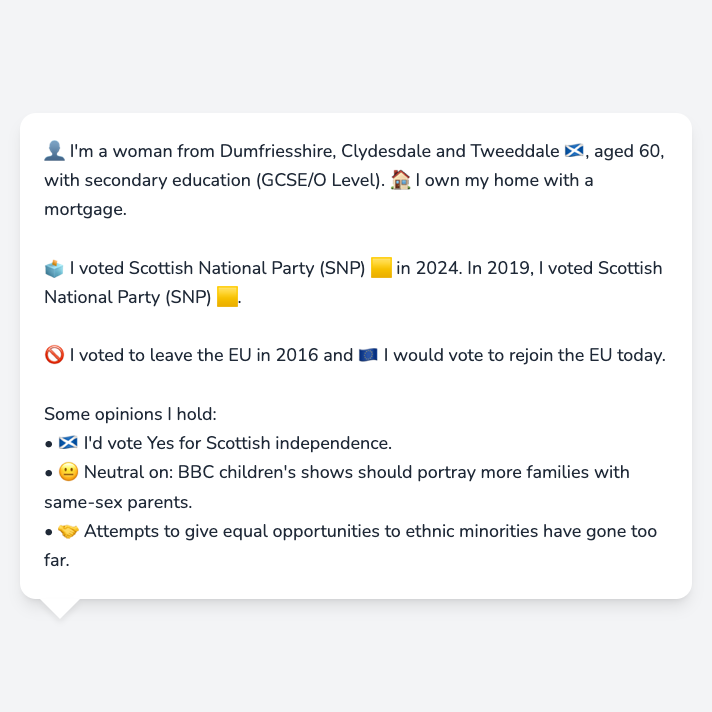 👤 I'm a woman from Dumfriesshire, Clydesdale and Tweeddale 🏴󠁧󠁢󠁳󠁣󠁴󠁿, aged 60,
with secondary education (GCSE/O Level). 🏠 I own my home with a
mortgage.
🗳️ I voted Scottish National Party (SNP) 🟨 in 2024. In 2019, I voted Scottish
National Party (SNP) 🟨.
🚫 I voted to leave the EU in 2016 and 🇪🇺 I would vote to rejoin the EU today.
Some opinions I hold:
• 🏴󠁧󠁢󠁳󠁣󠁴󠁿 I'd vote Yes for Scottish independence.
• 😐 Neutral on: BBC children's shows should portray more families with
same-sex parents.
• 🤝 Attempts to give equal opportunities to ethnic minorities have gone too
far.